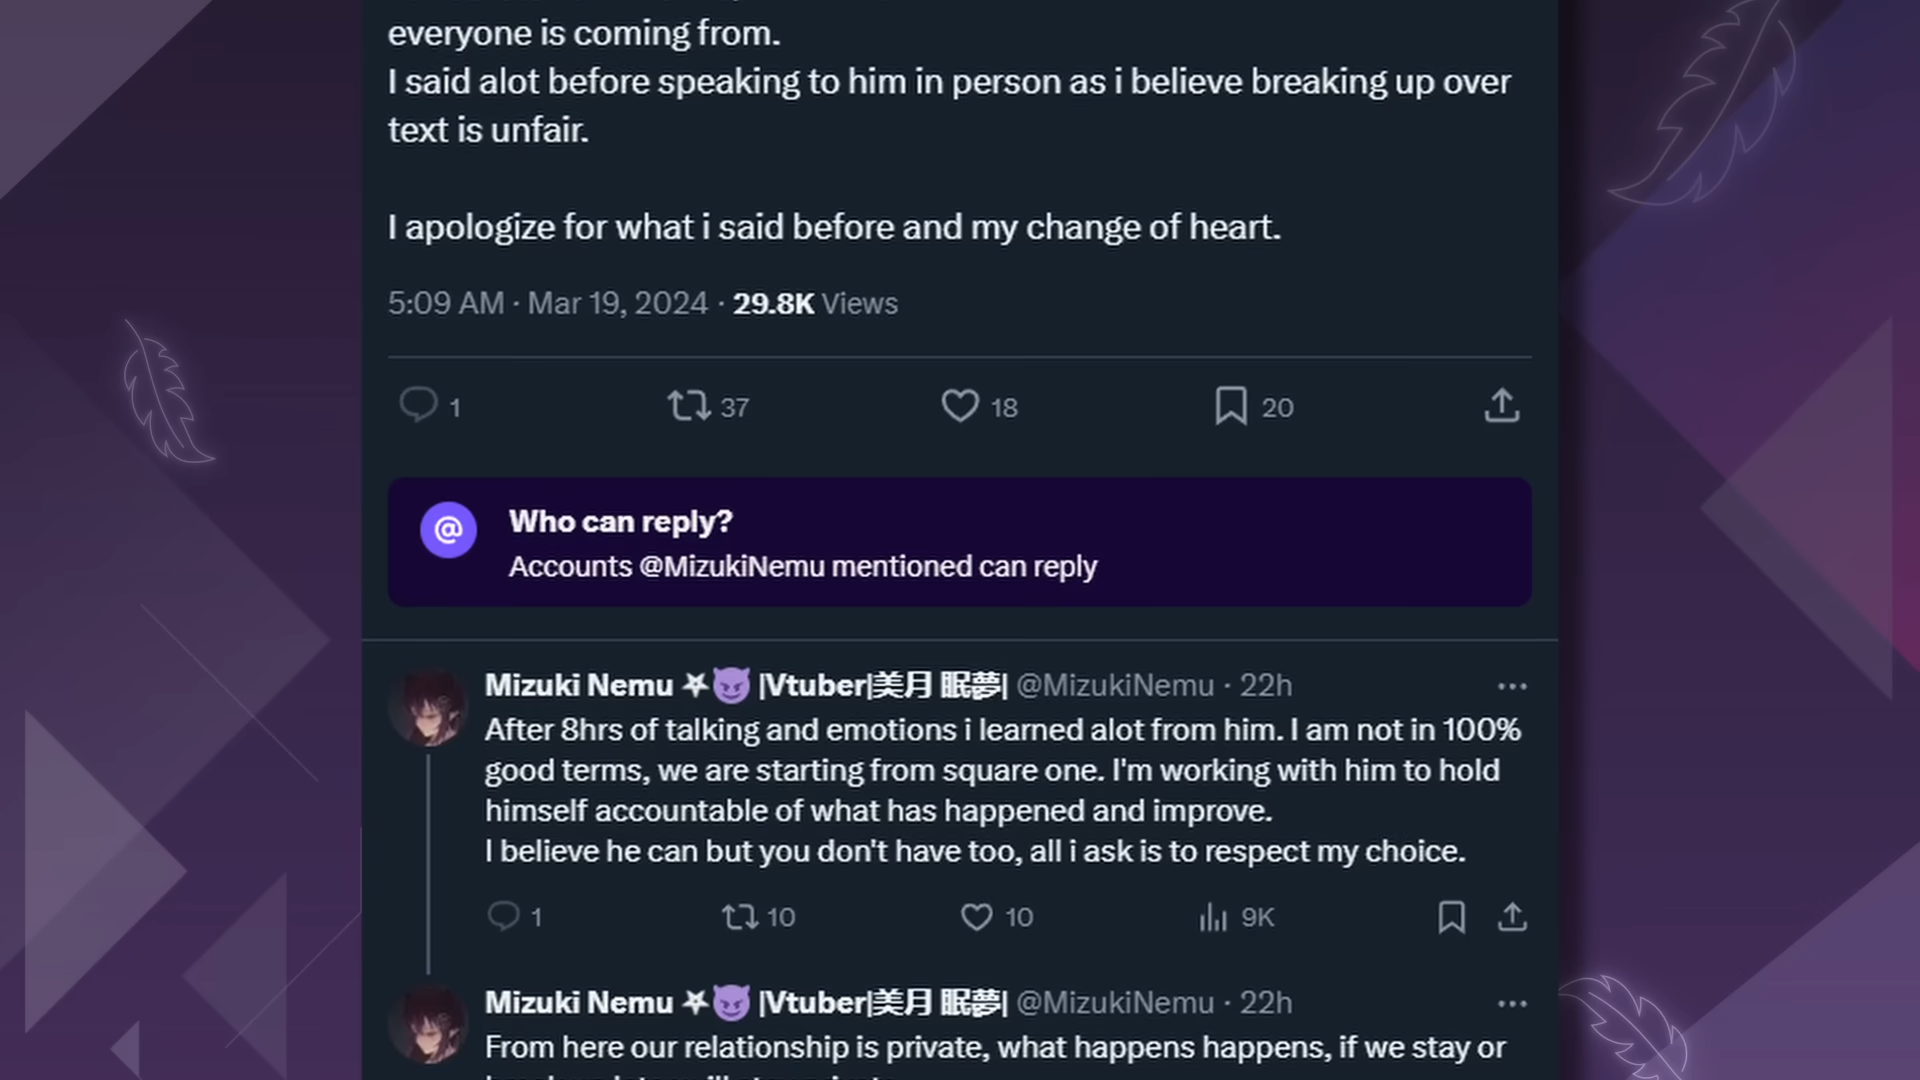 everyone is coming from.
I said alot before speaking to him in person as i believe breaking up over
text is unfair.
I apologize for what i said before and my change of heart.
5:09 AM · Mar 19, 2024 · 29.8K Views
1 37 18 20
@ Who can reply?
Accounts @MizukiNemu mentioned can reply
Mizuki Nemu ⛧😈 |Vtuber|美月 眠夢| @MizukiNemu · 22h
After 8hrs of talking and emotions i learned alot from him. I am not in 100%
good terms, we are starting from square one. I'm working with him to hold
himself accountable of what has happened and improve.
I believe he can but you don't have too, all i ask is to respect my choice.
1 10 10 9K
Mizuki Nemu ⛧😈 |Vtuber|美月 眠夢| @MizukiNemu · 22h
From here our relationship is private, what happens happens, if we stay or